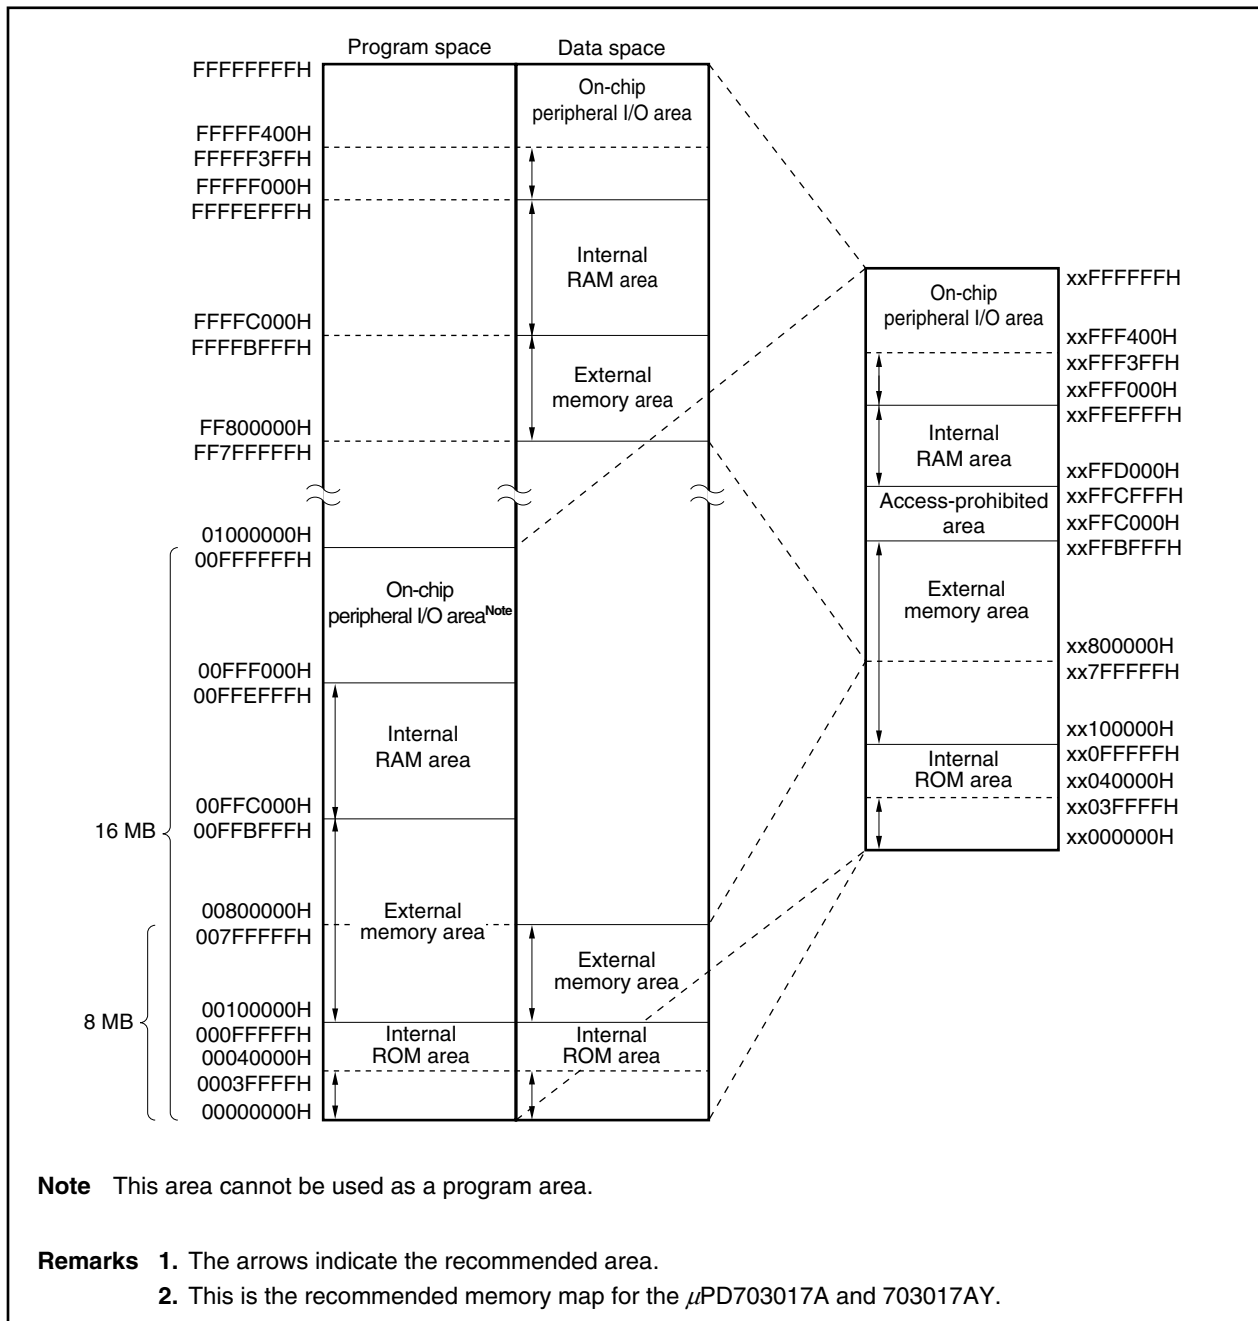 Program space Data space
FFFFFFFFH
On-chip
peripheral I/O area
FFFFF400H
FFFFF3FFH
FFFFF000H
FFFFEFFFH
Internal
RAM area
FFFFC000H
FFFFBFFFH
External
memory area
FF800000H
FF7FFFFFH
01000000H
00FFFFFFH
On-chip
peripheral I/O areaNote
00FFF000H
00FFEFFFH
Internal
RAM area
00FFC000H
16 MB
00FFBFFFH
00800000H
External
memory area
007FFFFFH
External
memory area
00100000H
8 MB
000FFFFFH
Internal
ROM area
Internal
ROM area
00040000H
0003FFFFH
00000000H
xxFFFFFFH
On-chip
peripheral I/O area
xxFFF400H
xxFFF3FFH
xxFFF000H
xxFFEFFFH
Internal
RAM area
xxFFD000H
Access-prohibited
area
xxFFCFFFH
xxFFC000H
xxFFBFFFH
External
memory area
xx800000H
xx7FFFFFH
xx100000H
xx0FFFFFH
Internal
ROM area
xx040000H
xx03FFFFH
xx000000H
Note This area cannot be used as a program area.
Remarks 1. The arrows indicate the recommended area.
2. This is the recommended memory map for the μPD703017A and 703017AY.